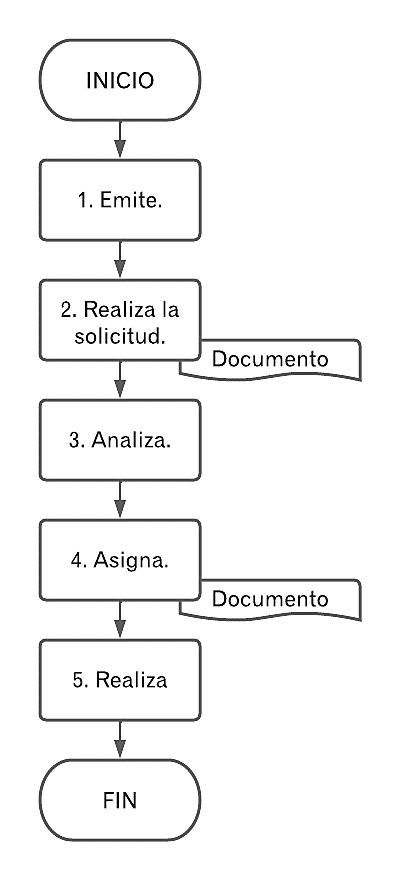 INICIO
1. Emite.
2. Realiza la
solicitud.
Documento
3. Analiza.
4. Asigna.
Documento
5. Realiza
FIN